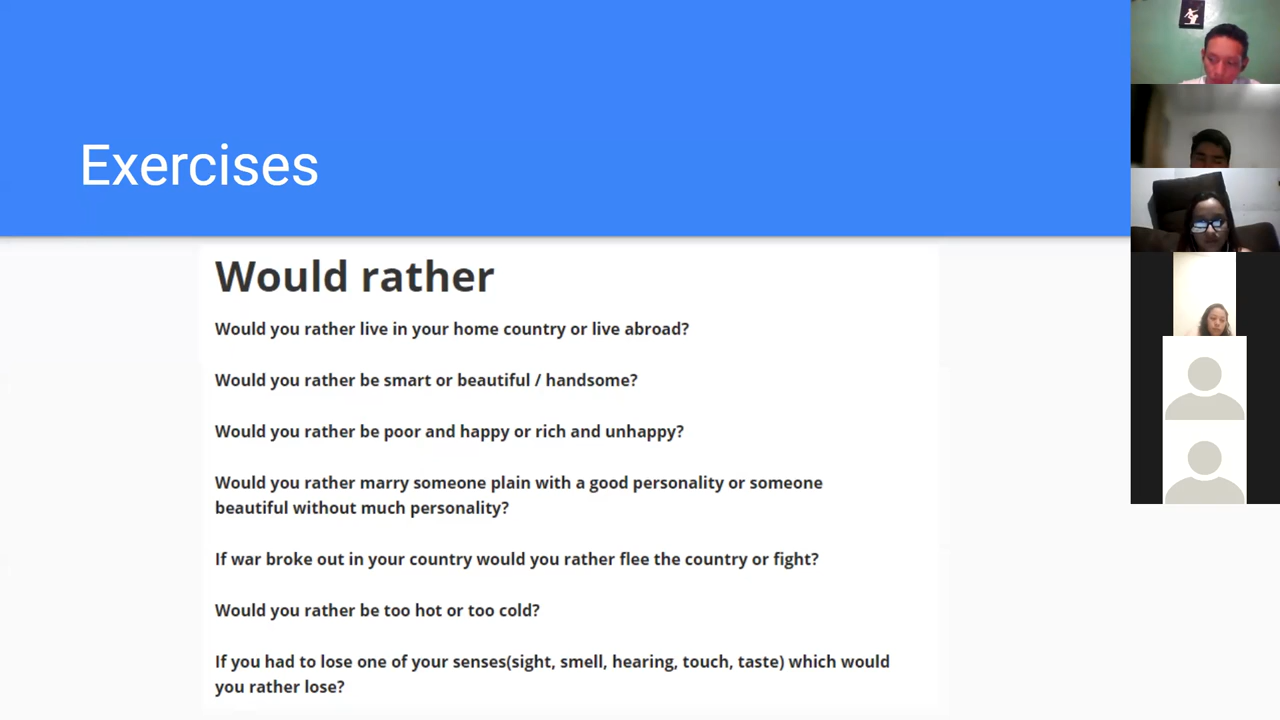 Exercises
Would rather
Would you rather live in your home country or live abroad?
Would you rather be smart or beautiful / handsome?
Would you rather be poor and happy or rich and unhappy?
Would you rather marry someone plain with a good personality or someone
beautiful without much personality?
If war broke out in your country would you rather flee the country or fight?
Would you rather be too hot or too cold?
If you had to lose one of your senses(sight, smell, hearing, touch, taste) which would
you rather lose?